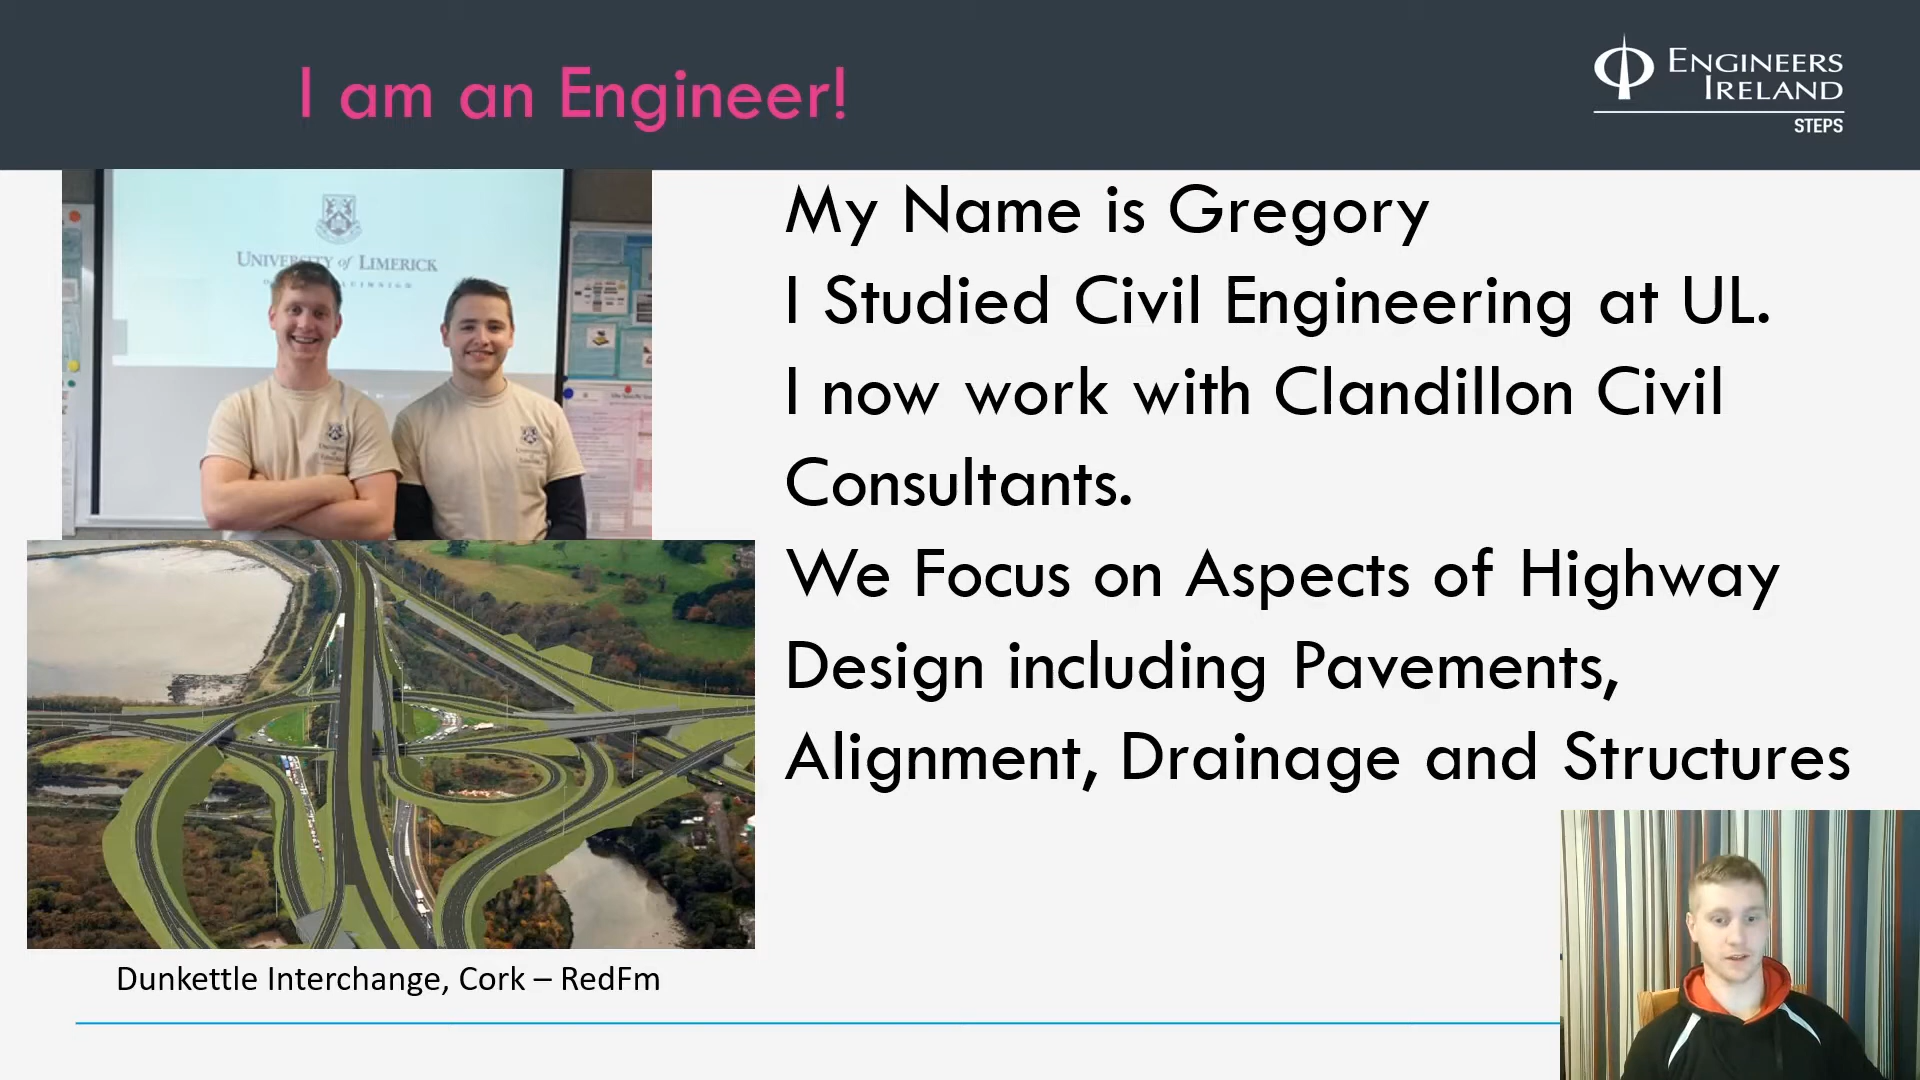 I am an Engineer!
ENGINEERS
IRELAND
STEPS
UNIVERSITY of LIMERICK
My Name is Gregory
I Studied Civil Engineering at UL.
I now work with Clandillon Civil
Consultants.
We Focus on Aspects of Highway
Design including Pavements,
Alignment, Drainage and Structures
Dunkettle Interchange, Cork – RedFm